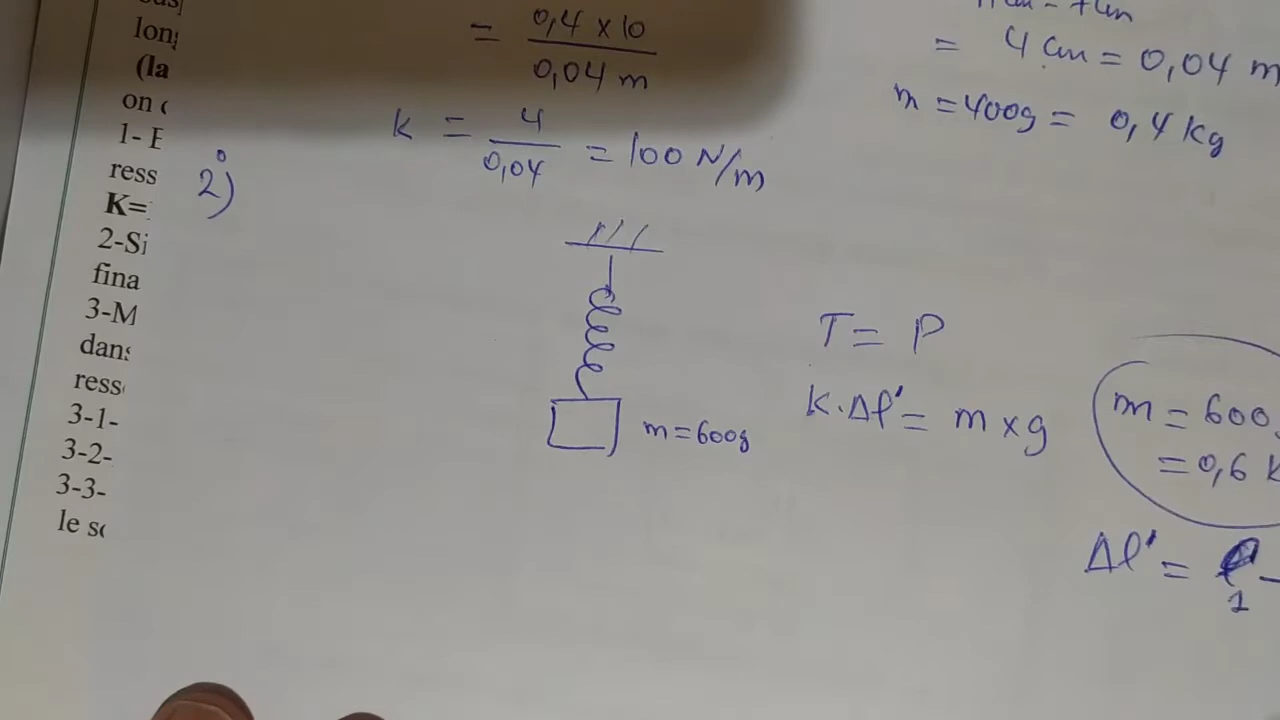 long
(la
on
1-
ress
K=
2-Si
fina
3-M
dans
ress
3-1-
3-2-
3-3-
le
= 0,4 x 10 / 0,04 m
K = 4 / 0,04 = 100 N/m
= 4 cm = 0,04 m
m = 400g = 0,4 Kg
2)
m = 600g
T = P
K.Δl' = m x g
m = 600
= 0,6 K
Δl' = l1 -